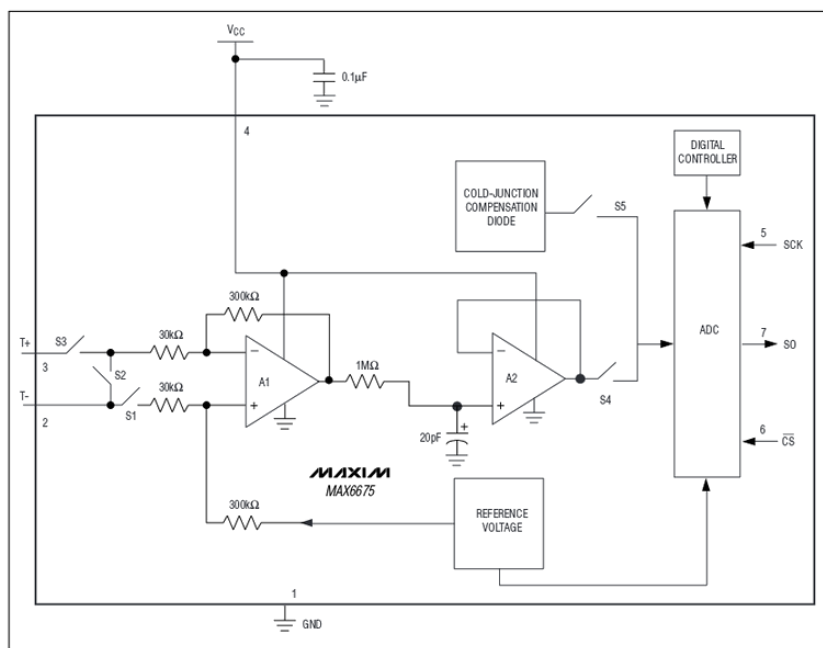 VCC
0.1µF
4
DIGITAL
CONTROLLER
COLD-JUNCTION
COMPENSATION
DIODE
S5
5
SCK
300kΩ
ADC
T+
S3
30kΩ
1MΩ
7
SO
3
S2
A1
A2
T-
30kΩ
S1
S4
2
20pF
6
CS
MAXIM
MAX6675
300kΩ
REFERENCE
VOLTAGE
1
GND